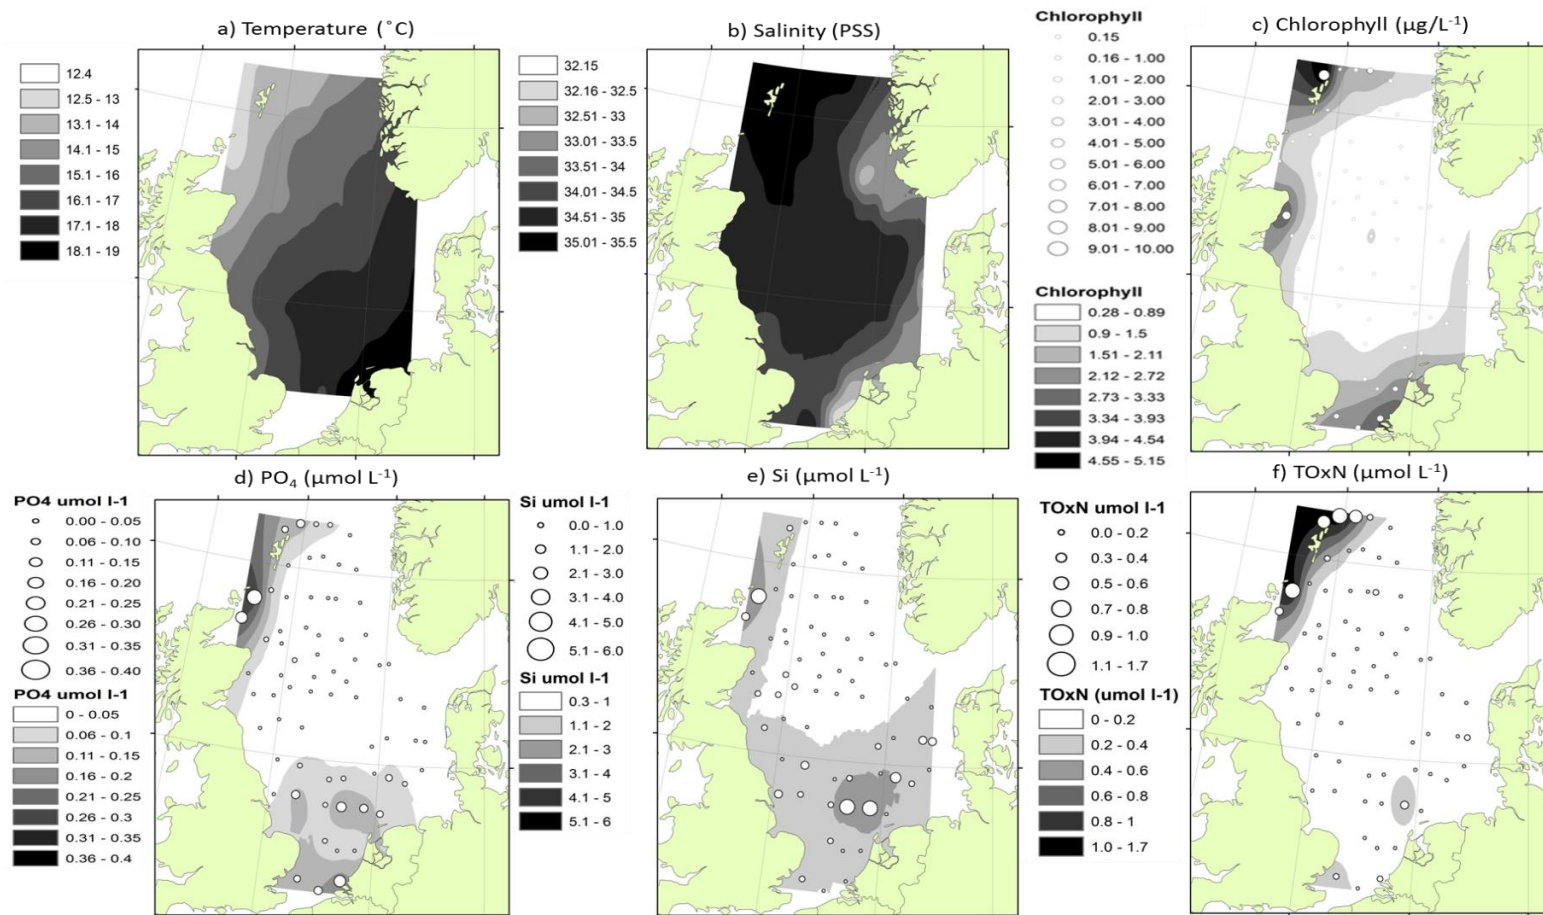 a) Temperature (˚C)
12.4
12.5 - 13
13.1 - 14
14.1 - 15
15.1 - 16
16.1 - 17
17.1 - 18
18.1 - 19
b) Salinity (PSS)
32.15
32.16 - 32.5
32.51 - 33
33.01 - 33.5
33.51 - 34
34.01 - 34.5
34.51 - 35
35.01 - 35.5
c) Chlorophyll (µg/L-1)
Chlorophyll
0.15
0.16 - 1.00
1.01 - 2.00
2.01 - 3.00
3.01 - 4.00
4.01 - 5.00
5.01 - 6.00
6.01 - 7.00
7.01 - 8.00
8.01 - 9.00
9.01 - 10.00
Chlorophyll
0.28 - 0.89
0.9 - 1.5
1.51 - 2.11
2.12 - 2.72
2.73 - 3.33
3.34 - 3.93
3.94 - 4.54
4.55 - 5.15
d) PO4 (µmol L-1)
PO4 umol l-1
0.00 - 0.05
0.06 - 0.10
0.11 - 0.15
0.16 - 0.20
0.21 - 0.25
0.26 - 0.30
0.31 - 0.35
0.36 - 0.40
PO4 umol l-1
0 - 0.05
0.06 - 0.1
0.11 - 0.15
0.16 - 0.2
0.21 - 0.25
0.26 - 0.3
0.31 - 0.35
0.36 - 0.4
e) Si (µmol L-1)
Si umol l-1
0.0 - 1.0
1.1 - 2.0
2.1 - 3.0
3.1 - 4.0
4.1 - 5.0
5.1 - 6.0
Si umol l-1
0.3 - 1
1.1 - 2
2.1 - 3
3.1 - 4
4.1 - 5
5.1 - 6
f) TOxN (µmol L-1)
TOxN umol l-1
0.0 - 0.2
0.3 - 0.4
0.5 - 0.6
0.7 - 0.8
0.9 - 1.0
1.1 - 1.7
TOxN (umol l-1)
0 - 0.2
0.2 - 0.4
0.4 - 0.6
0.6 - 0.8
0.8 - 1
1.0 - 1.7